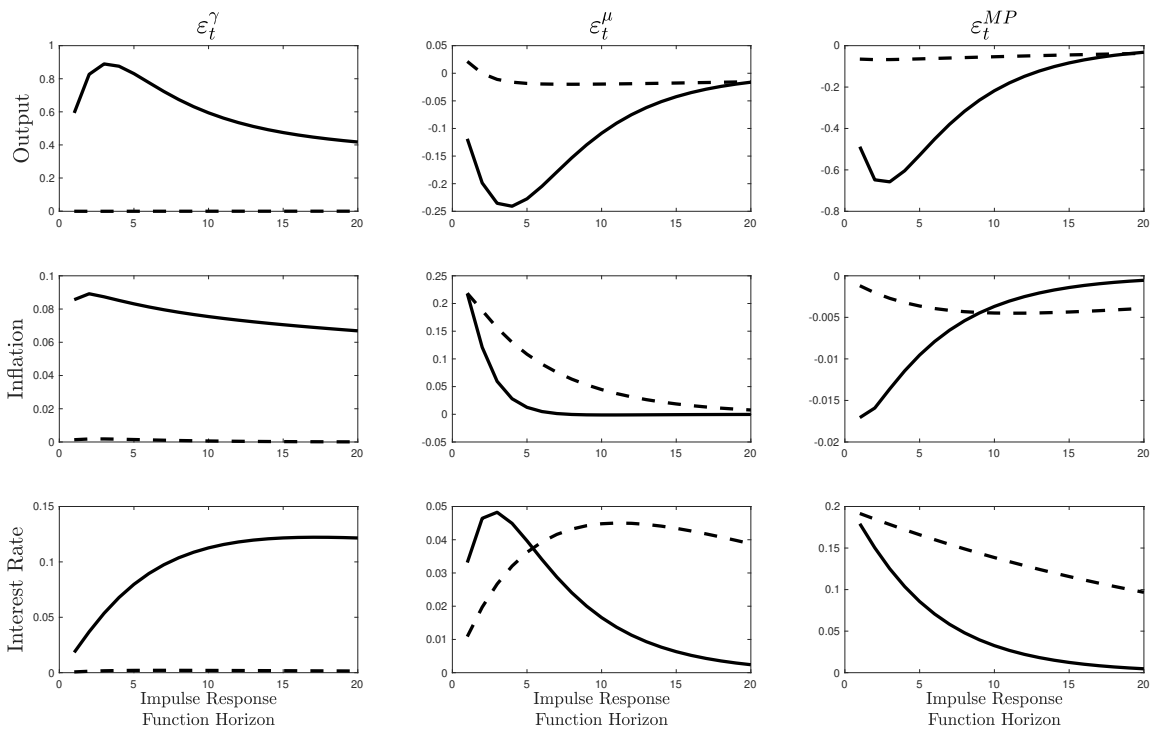 ε_t^γ
ε_t^μ
ε_t^{MP}
Output
1
0.8
0.6
0.4
0.2
0
0 5 10 15 20
0.05
0
-0.05
-0.1
-0.15
-0.2
-0.25
0 5 10 15 20
0
-0.2
-0.4
-0.6
-0.8
0 5 10 15 20
Inflation
0.1
0.08
0.06
0.04
0.02
0
0 5 10 15 20
0.25
0.2
0.15
0.1
0.05
0
-0.05
0 5 10 15 20
0
-0.005
-0.01
-0.015
-0.02
0 5 10 15 20
Interest Rate
0.15
0.1
0.05
0
0 5 10 15 20
Impulse Response
Function Horizon
0.05
0.04
0.03
0.02
0.01
0
0 5 10 15 20
Impulse Response
Function Horizon
0.2
0.15
0.1
0.05
0
0 5 10 15 20
Impulse Response
Function Horizon